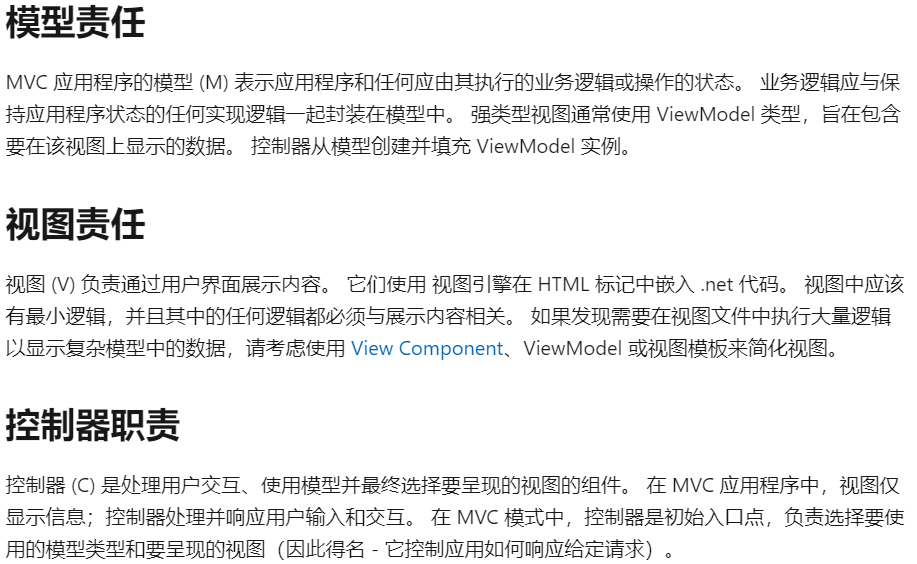 模型责任
MVC 应用程序的模型 (M) 表示应用程序和任何应由其执行的业务逻辑或操作的状态。 业务逻辑应与保
持应用程序状态的任何实现逻辑一起封装在模型中。 强类型视图通常使用 ViewModel 类型，旨在包含
要在该视图上显示的数据。 控制器从模型创建并填充 ViewModel 实例。
视图责任
视图 (V) 负责通过用户界面展示内容。 它们使用 视图引擎在 HTML 标记中嵌入 .net 代码。 视图中应该
有最小逻辑，并且其中的任何逻辑都必须与展示内容相关。 如果发现需要在视图文件中执行大量逻辑
以显示复杂模型中的数据，请考虑使用 View Component、ViewModel 或视图模板来简化视图。
控制器职责
控制器 (C) 是处理用户交互、使用模型并最终选择要呈现的视图的组件。 在 MVC 应用程序中，视图仅
显示信息；控制器处理并响应用户输入和交互。 在 MVC 模式中，控制器是初始入口点，负责选择要使
用的模型类型和要呈现的视图（因此得名 - 它控制应用如何响应给定请求）。